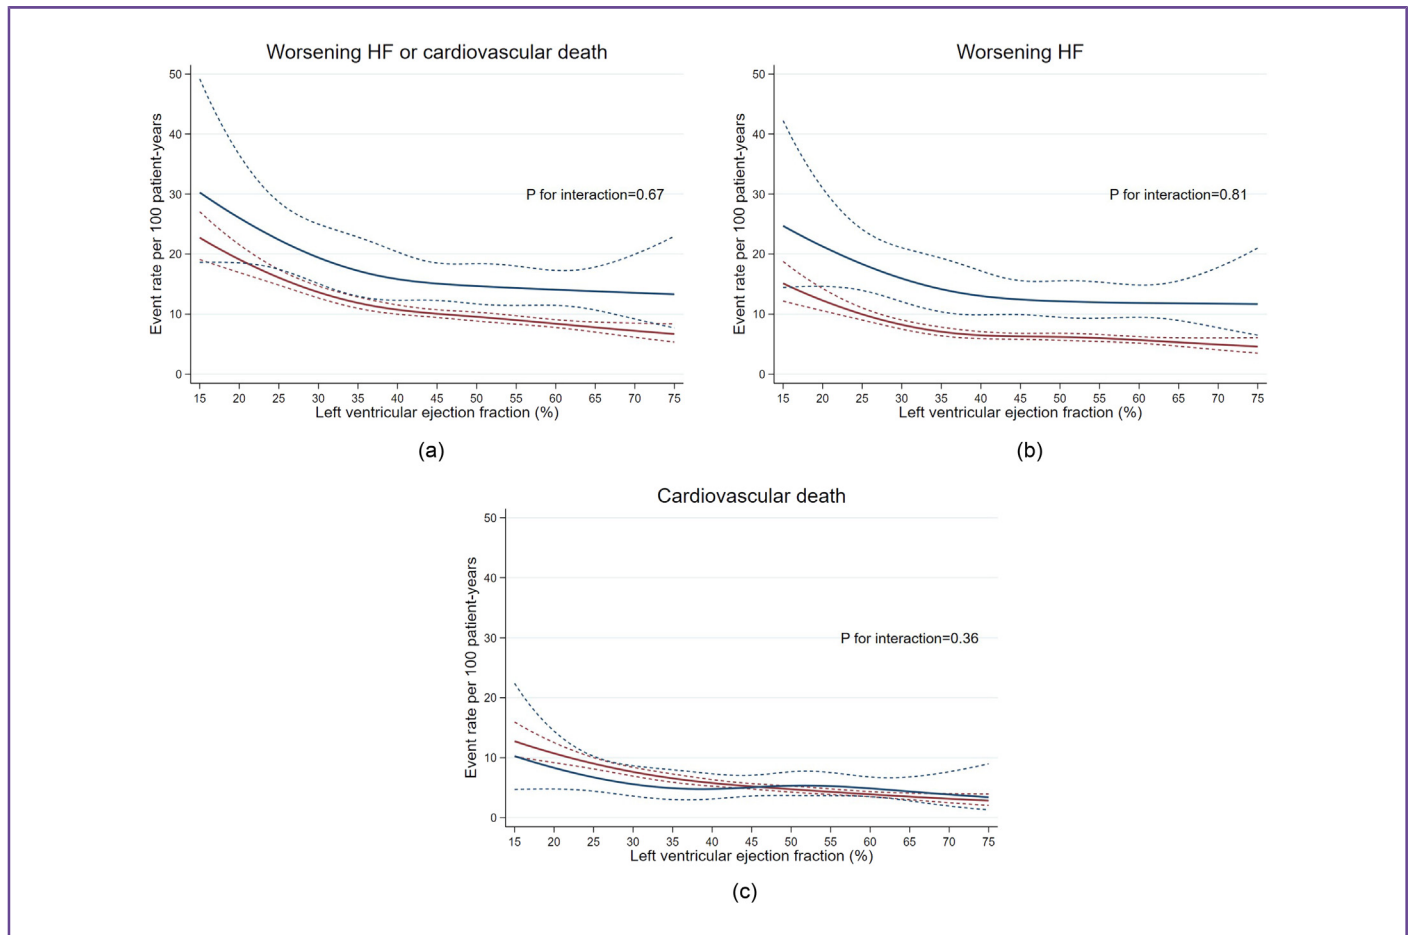 Worsening HF or cardiovascular death
Event rate per 100 patient-years
50
40
30
20
10
0
P for interaction=0.67
15 20 25 30 35 40 45 50 55 60 65 70 75
Left ventricular ejection fraction (%)
(a)
Worsening HF
Event rate per 100 patient-years
50
40
30
20
10
0
P for interaction=0.81
15 20 25 30 35 40 45 50 55 60 65 70 75
Left ventricular ejection fraction (%)
(b)
Cardiovascular death
Event rate per 100 patient-years
50
40
30
20
10
0
P for interaction=0.36
15 20 25 30 35 40 45 50 55 60 65 70 75
Left ventricular ejection fraction (%)
(c)